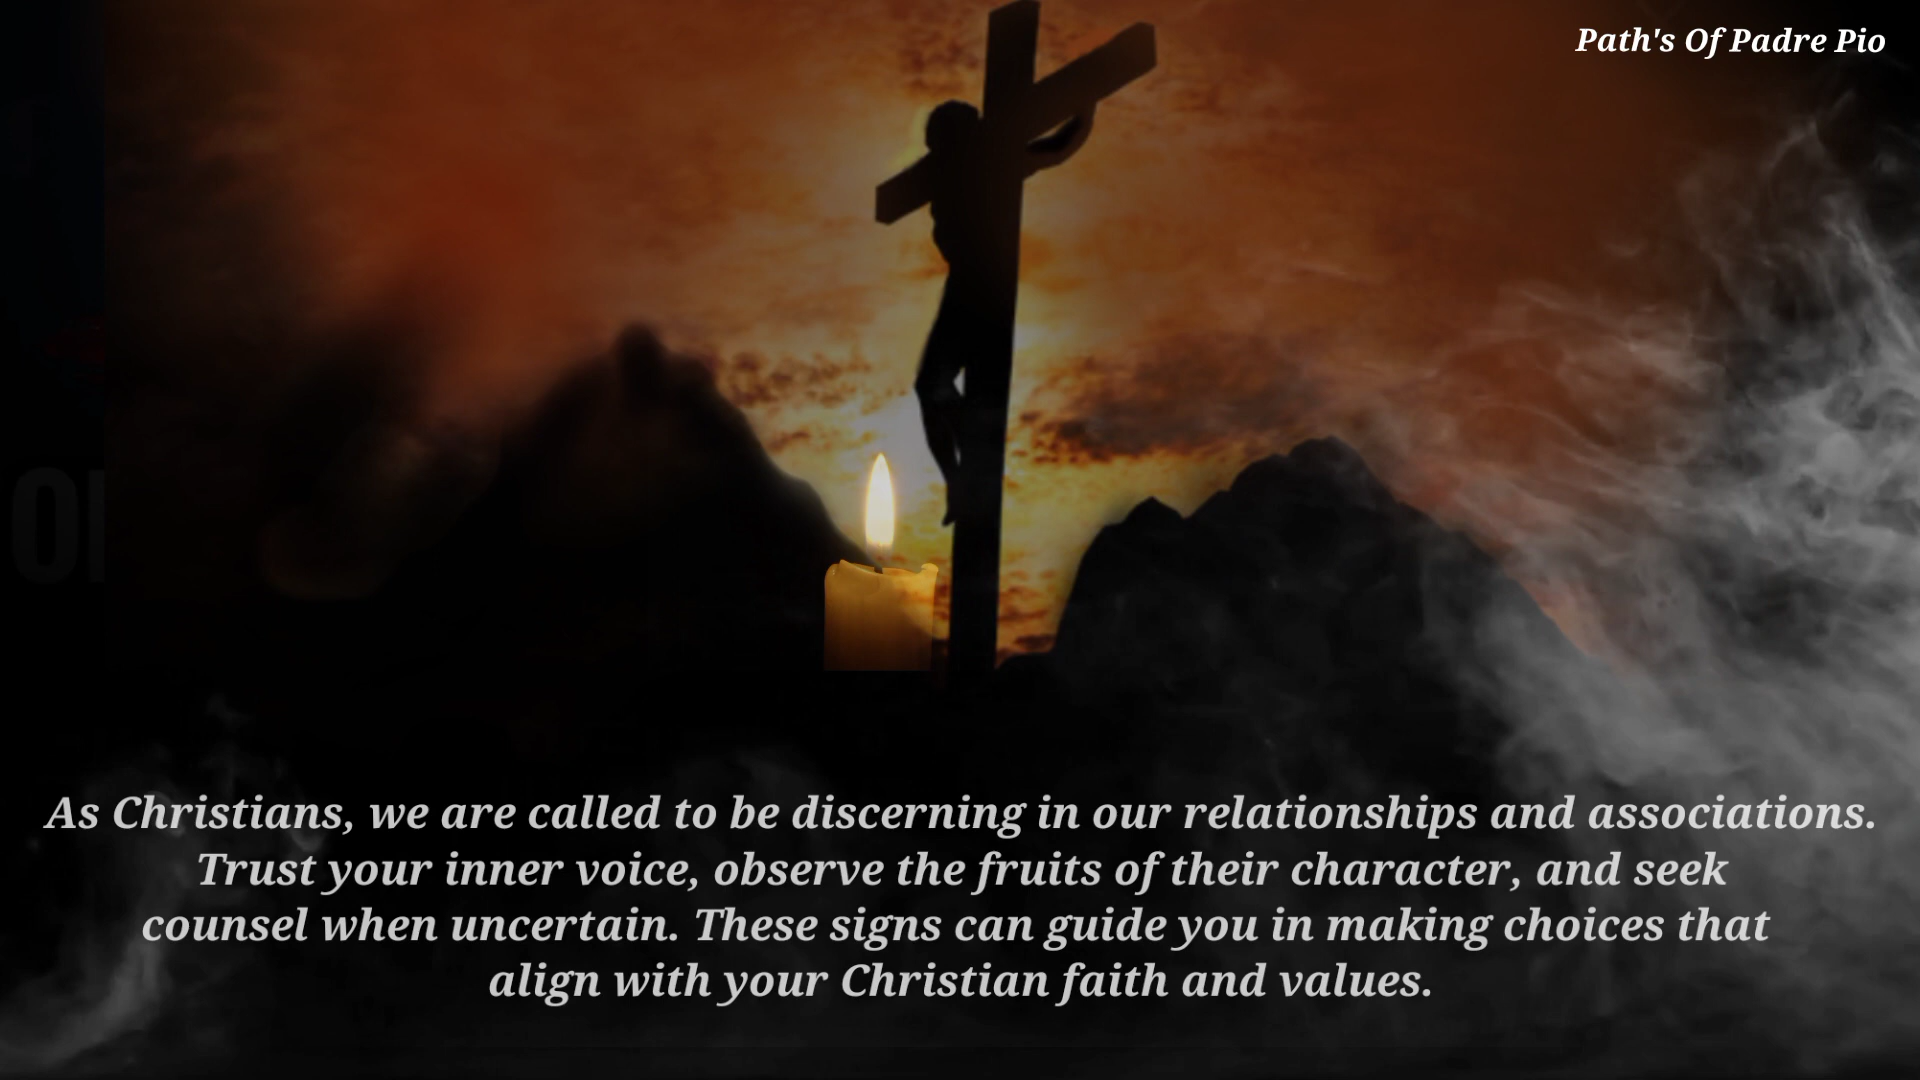 Path's Of Padre Pio
As Christians, we are called to be discerning in our relationships and associations.
Trust your inner voice, observe the fruits of their character, and seek
counsel when uncertain. These signs can guide you in making choices that
align with your Christian faith and values.